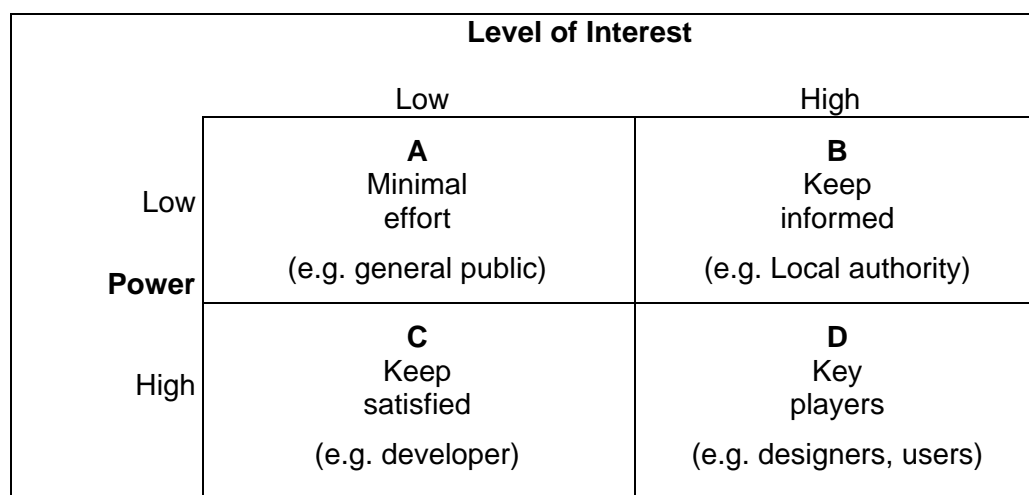 Level of Interest
Low High
A B
Minimal Keep
Low effort informed
(e.g. general public) (e.g. Local authority)
Power
C D
Keep Key
High satisfied players
(e.g. developer) (e.g. designers, users)